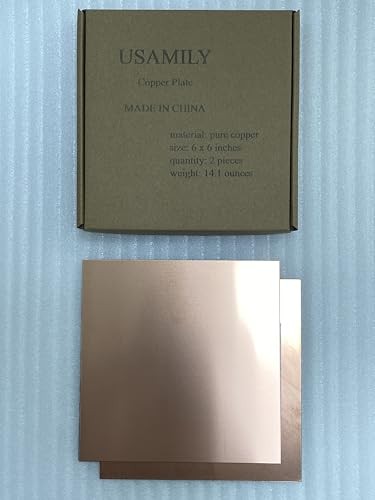 USAMILY
Copper Plate
MADE IN CHINA
material: pure copper
size: 6 x 6 inches
quantity: 2 pieces
weight: 14.1 ounces